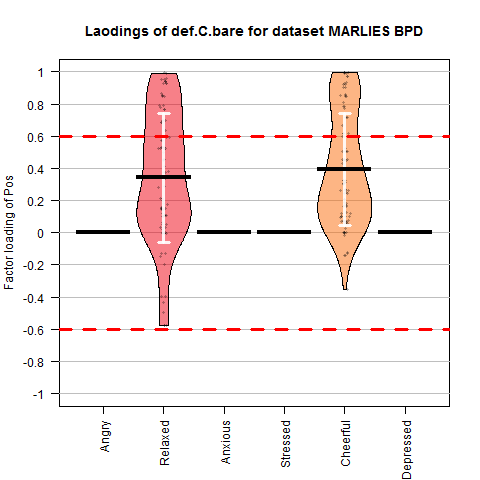 Laodings of def.C.bare for dataset MARLIES BPD
Factor loading of Pos
1
0.8
0.6
0.4
0.2
0
-0.2
-0.4
-0.6
-0.8
-1
Angry
Relaxed
Anxious
Stressed
Cheerful
Depressed